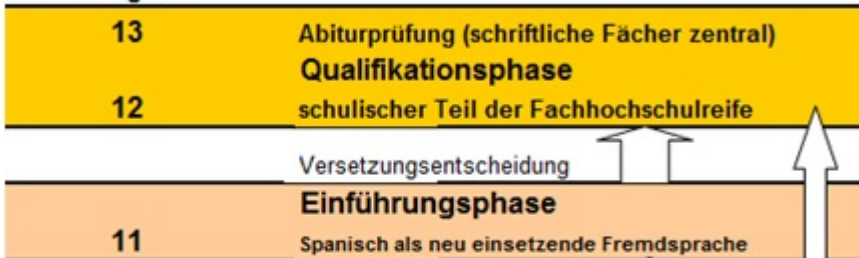 13 Abiturprüfung (schriftliche Fächer zentral)
Qualifikationsphase
12 schulischer Teil der Fachhochschulreife
Versetzungsentscheidung
Einführungsphase
11 Spanisch als neu einsetzende Fremdsprache